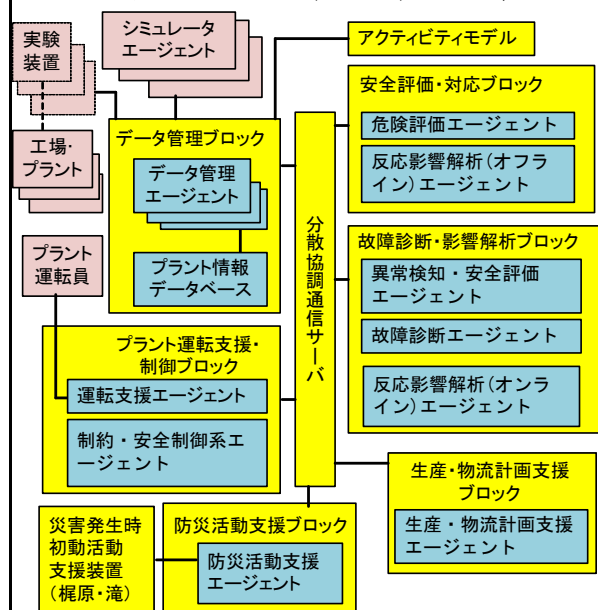 実験
装置
シミュレータ
エージェント
アクティビティモデル
工場・
プラント
データ管理ブロック
データ管理
エージェント
プラント情報
データベース
分散協調通信サーバ
安全評価・対応ブロック
危険評価エージェント
反応影響解析(オフラ
イン)エージェント
プラント
運転員
故障診断・影響解析ブロック
異常検知・安全評価
エージェント
故障診断エージェント
反応影響解析(オンラ
イン)エージェント
プラント運転支援・
制御ブロック
運転支援エージェント
制約・安全制御系エ
ージェント
生産・物流計画支援
ブロック
生産・物流計画支援
エージェント
災害発生時
初動活動
支援装置
(梶原・滝)
防災活動支援ブロック
防災活動支援
エージェント